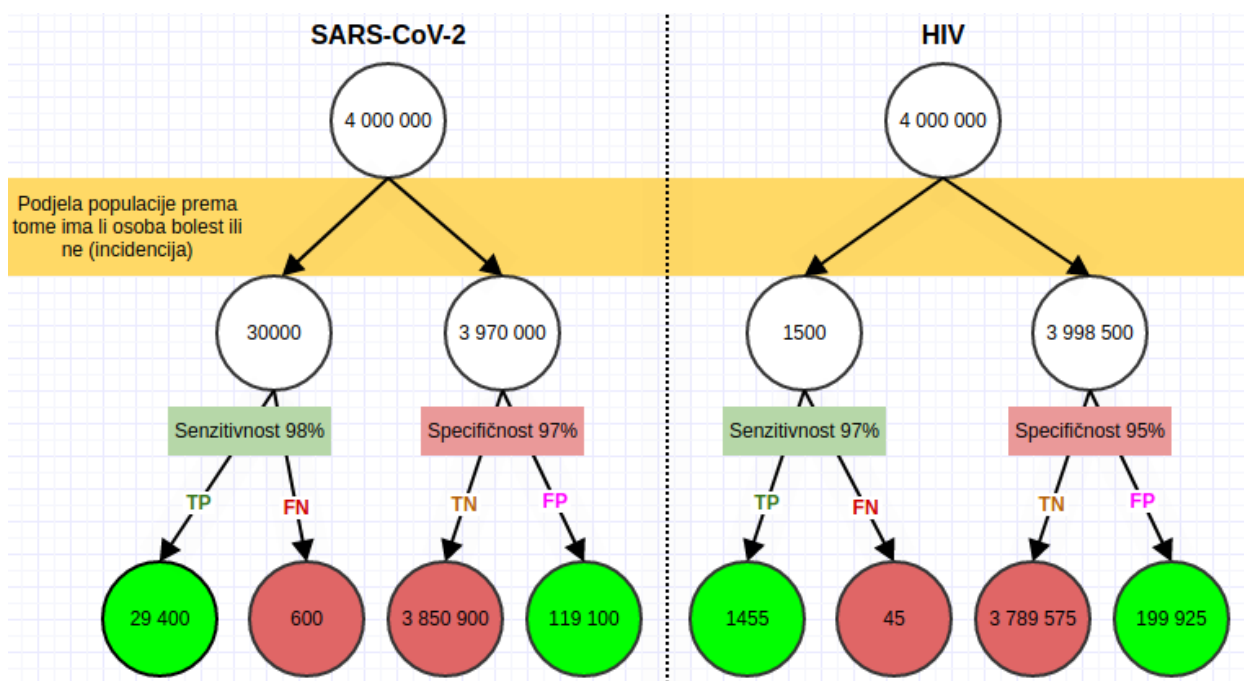 SARS-CoV-2
HIV
4 000 000
4 000 000
Podjela populacije prema
tome ima li osoba bolest ili
ne (incidencija)
30000
3 970 000
1500
3 998 500
Senzitivnost 98%
Specifičnost 97%
Senzitivnost 97%
Specifičnost 95%
TP
FN
TN
FP
TP
FN
TN
FP
29 400
600
3 850 900
119 100
1455
45
3 789 575
199 925